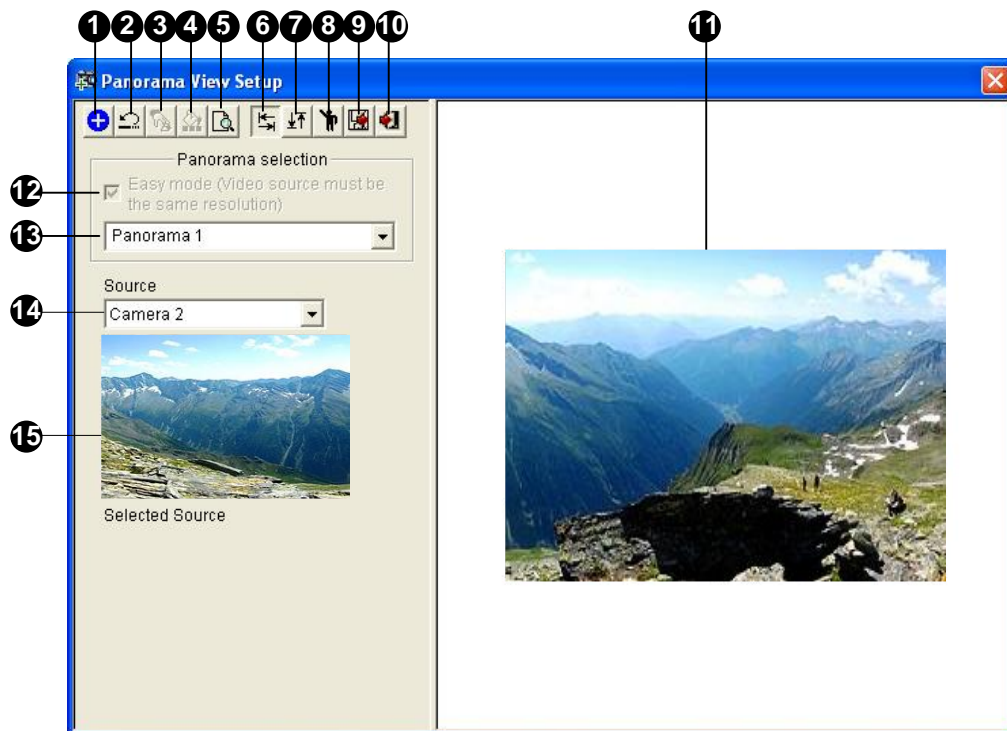 1 2 3 4 5 6 7 8 9 10 11
Panorama View Setup
Panorama selection
12
Easy mode (Video source must be
the same resolution)
13
Panorama 1
Source
14
Camera 2
15
Selected Source